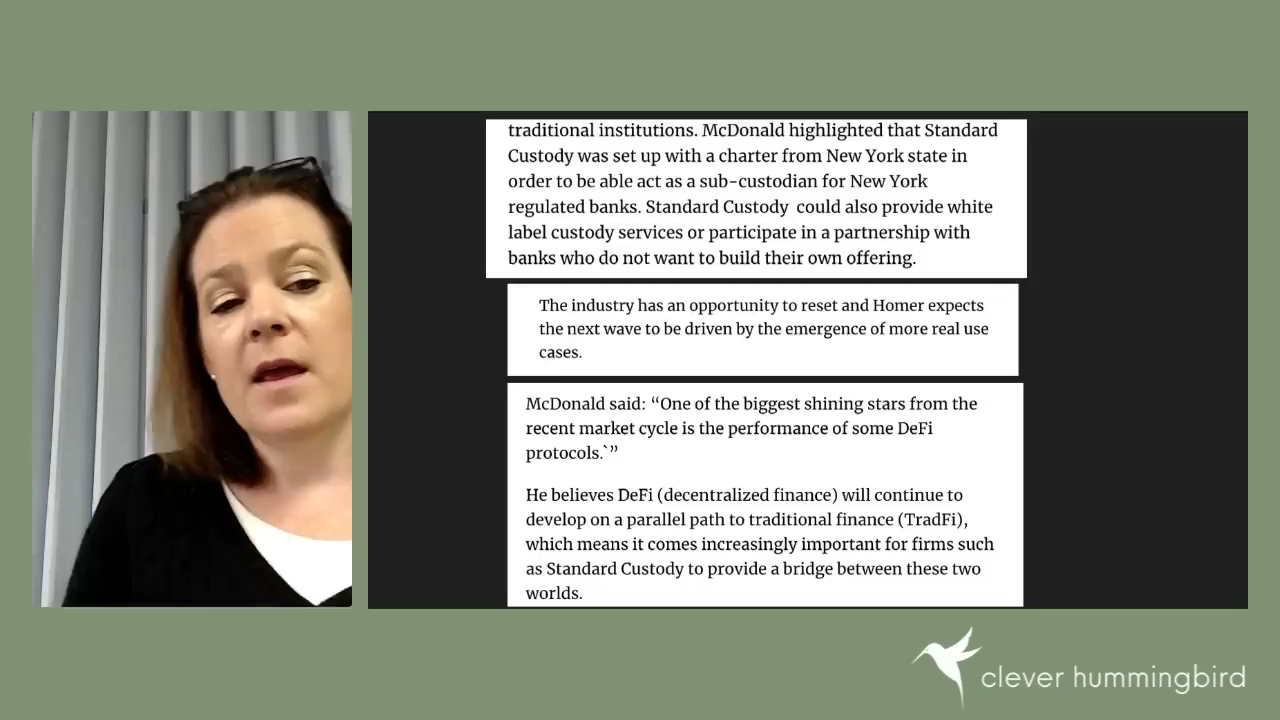 traditional institutions. McDonald highlighted that Standard
Custody was set up with a charter from New York state in
order to be able act as a sub-custodian for New York
regulated banks. Standard Custody could also provide white
label custody services or participate in a partnership with
banks who do not want to build their own offering.
The industry has an opportunity to reset and Homer expects
the next wave to be driven by the emergence of more real use
cases.
McDonald said: “One of the biggest shining stars from the
recent market cycle is the performance of some DeFi
protocols.`”
He believes DeFi (decentralized finance) will continue to
develop on a parallel path to traditional finance (TradFi),
which means it comes increasingly important for firms such
as Standard Custody to provide a bridge between these two
worlds.
clever hummingbird